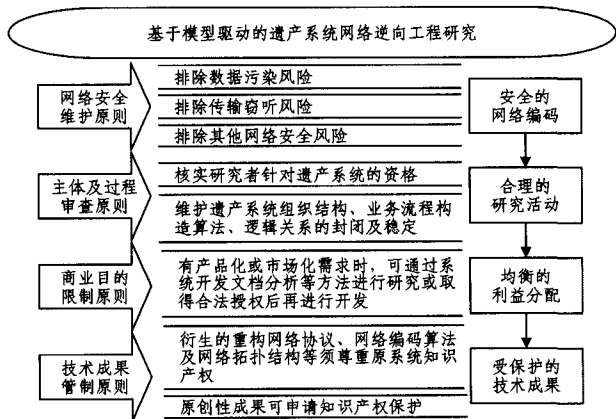 基于模型驱动的遗产系统网络逆向工程研究
网络安全
维护原则
排除数据污染风险
排除传输窃听风险
排除其他网络安全风险
安全的
网络编码
主体及过程
审查原则
核实研究者针对遗产系统的资格
维护遗产系统组织结构、业务流程构
造算法、逻辑关系的封闭及稳定
合理的
研究活动
商业目的
限制原则
有产品化或市场化需求时，可通过系
统开发文档分析等方法进行研究或取
得合法授权后再进行开发
均衡的
利益分配
技术成果
管制原则
衍生的重构网络协议、网络编码算法
及网络拓扑结构等须尊重原系统知识
产权
原创性成果可申请知识产权保护
受保护的
技术成果